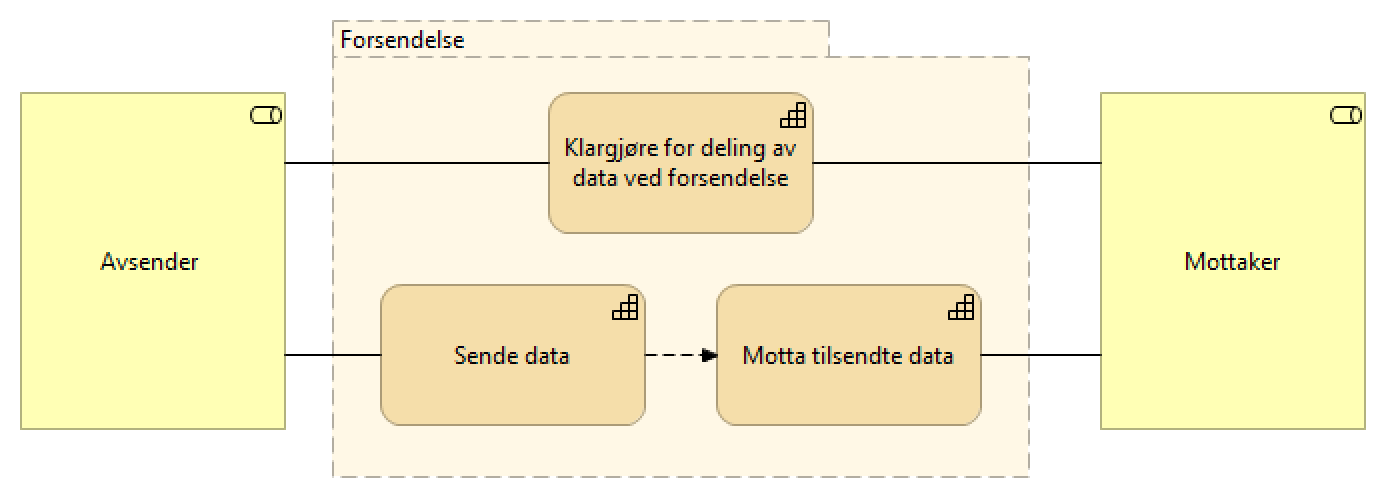 Forsendelse
Klargjøre for deling av
data ved forsendelse
Avsender
Mottaker
Sende data
Motta tilsendte data